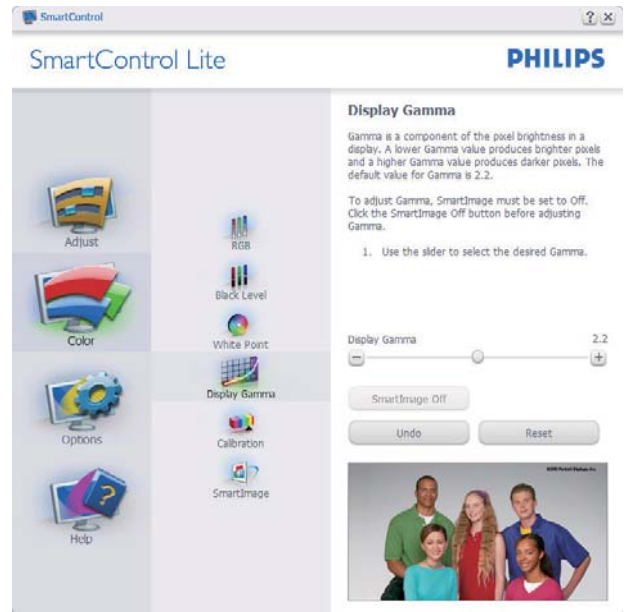 SmartControl
SmartControl Lite
PHILIPS
Adjust
Color
Options
Help
RGB
Black Level
White Point
Display Gamma
Calibration
SmartImage
Display Gamma
Gamma is a component of the pixel brightness in a
display. A lower Gamma value produces brighter pixels
and a higher Gamma value produces darker pixels. The
default value for Gamma is 2.2.
To adjust Gamma, SmartImage must be set to Off.
Click the SmartImage Off button before adjusting
Gamma.
1. Use the slider to select the desired Gamma.
Display Gamma 2.2
SmartImage Off
Undo Reset